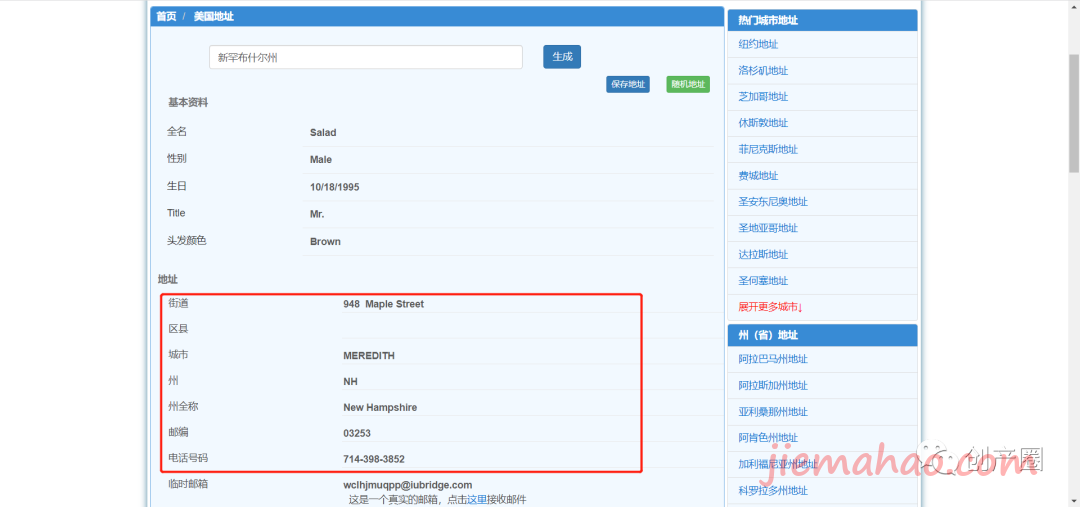 首页 / 美国地址
新罕布什尔州 生成
保存地址 随机地址
基本资料
全名 Salad
性别 Male
生日 10/18/1995
Title Mr.
头发颜色 Brown
地址
街道 948 Maple Street
区县
城市 MEREDITH
州 NH
州全称 New Hampshire
邮编 03253
电话号码 714-398-3852
临时邮箱 wclhjmuqpp@iubridge.com
这是一个真实的邮箱，点击这里接收邮件
热门城市地址
纽约地址
洛杉矶地址
芝加哥地址
休斯敦地址
菲尼克斯地址
费城地址
圣安东尼奥地址
圣地亚哥地址
达拉斯地址
圣何塞地址
展开更多城市↓
州（省）地址
阿拉巴马州地址
阿拉斯加州地址
亚利桑那州地址
阿肯色州地址
加利福尼亚州地址
科罗拉多州地址
jiemahao.com
创产圈